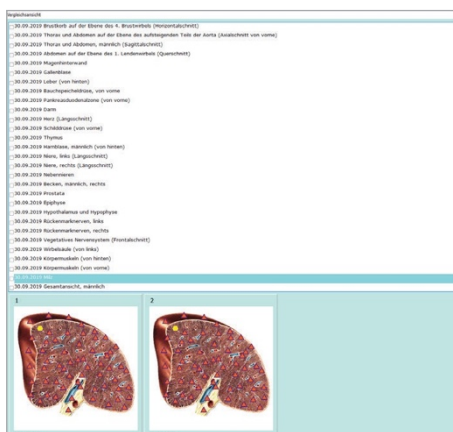 Vergleichsansicht
30.09.2019 Brustkorb auf der Ebene des 4. Brustwirbels (Horizontalschnitt)
30.09.2019 Thorax und Abdomen auf der Ebene des aufsteigenden Teils der Aorta (Axialschnitt von vorne)
30.09.2019 Thorax und Abdomen, männlich (Sagittalschnitt)
30.09.2019 Abdomen auf der Ebene des 1. Lendenwirbels (Querschnitt)
30.09.2019 Magenhinterwand
30.09.2019 Gallenblase
30.09.2019 Leber (von hinten)
30.09.2019 Bauchspeicheldrüse, von vorne
30.09.2019 Pankreasduodenalzone (von vorne)
30.09.2019 Darm
30.09.2019 Herz (Längsschnitt)
30.09.2019 Schilddrüse (von vorne)
30.09.2019 Thymus
30.09.2019 Harnblase, männlich (von hinten)
30.09.2019 Niere, links (Längsschnitt)
30.09.2019 Niere, rechts (Längsschnitt)
30.09.2019 Nebennieren
30.09.2019 Becken, männlich, rechts
30.09.2019 Prostata
30.09.2019 Epiphyse
30.09.2019 Hypothalamus und Hypophyse
30.09.2019 Rückenmarknerven, links
30.09.2019 Rückenmarknerven, rechts
30.09.2019 Vegetatives Nervensystem (Frontalschnitt)
30.09.2019 Wirbelsäule (von links)
30.09.2019 Körpermuskeln (von hinten)
30.09.2019 Körpermuskeln (von vorne)
30.09.2019 Milz
30.09.2019 Gesamtansicht, männlich
1 2